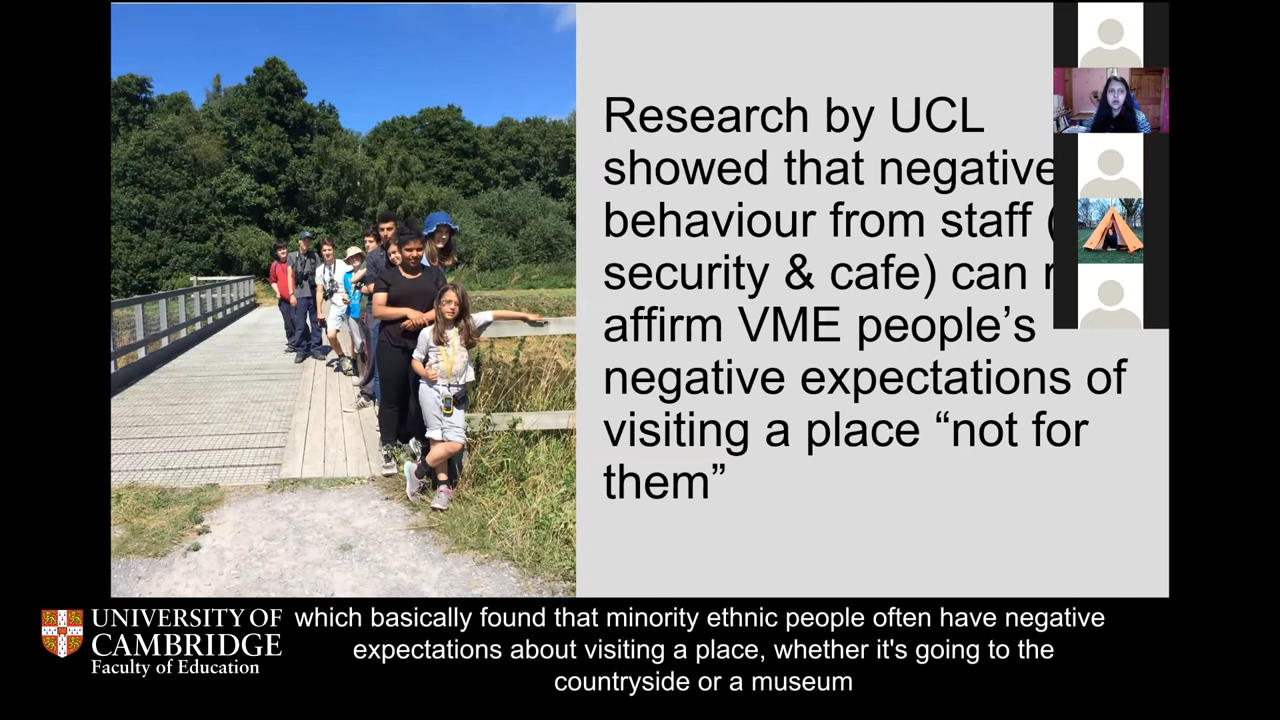 Research by UCL
showed that negative
behaviour from staff (
security & cafe) can
affirm VME people’s
negative expectations of
visiting a place “not for
them”
UNIVERSITY OF
CAMBRIDGE
Faculty of Education
which basically found that minority ethnic people often have negative
expectations about visiting a place, whether it's going to the
countryside or a museum